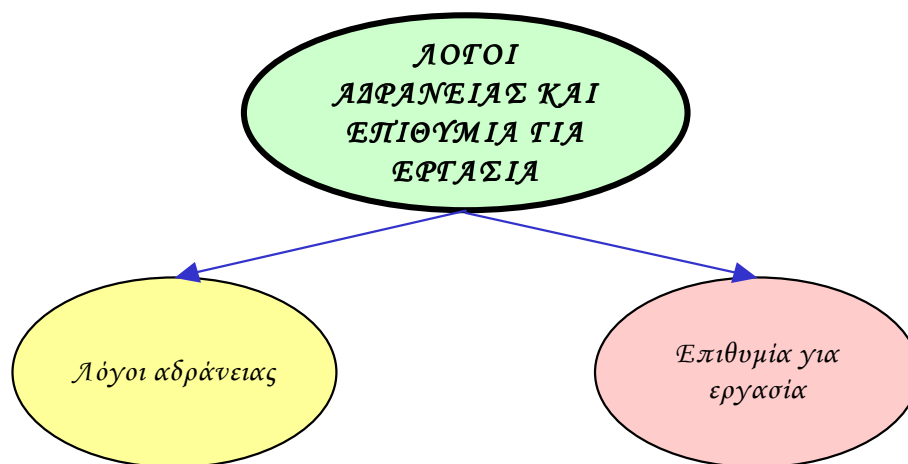 ΛΟΓΟΙ
ΑΔΡΑΝΕΙΑΣ ΚΑΙ
ΕΠΙΘΥΜΙΑ ΓΙΑ
ΕΡΓΑΣΙΑ
Λόγοι αδράνειας
Επιθυμία για
εργασία